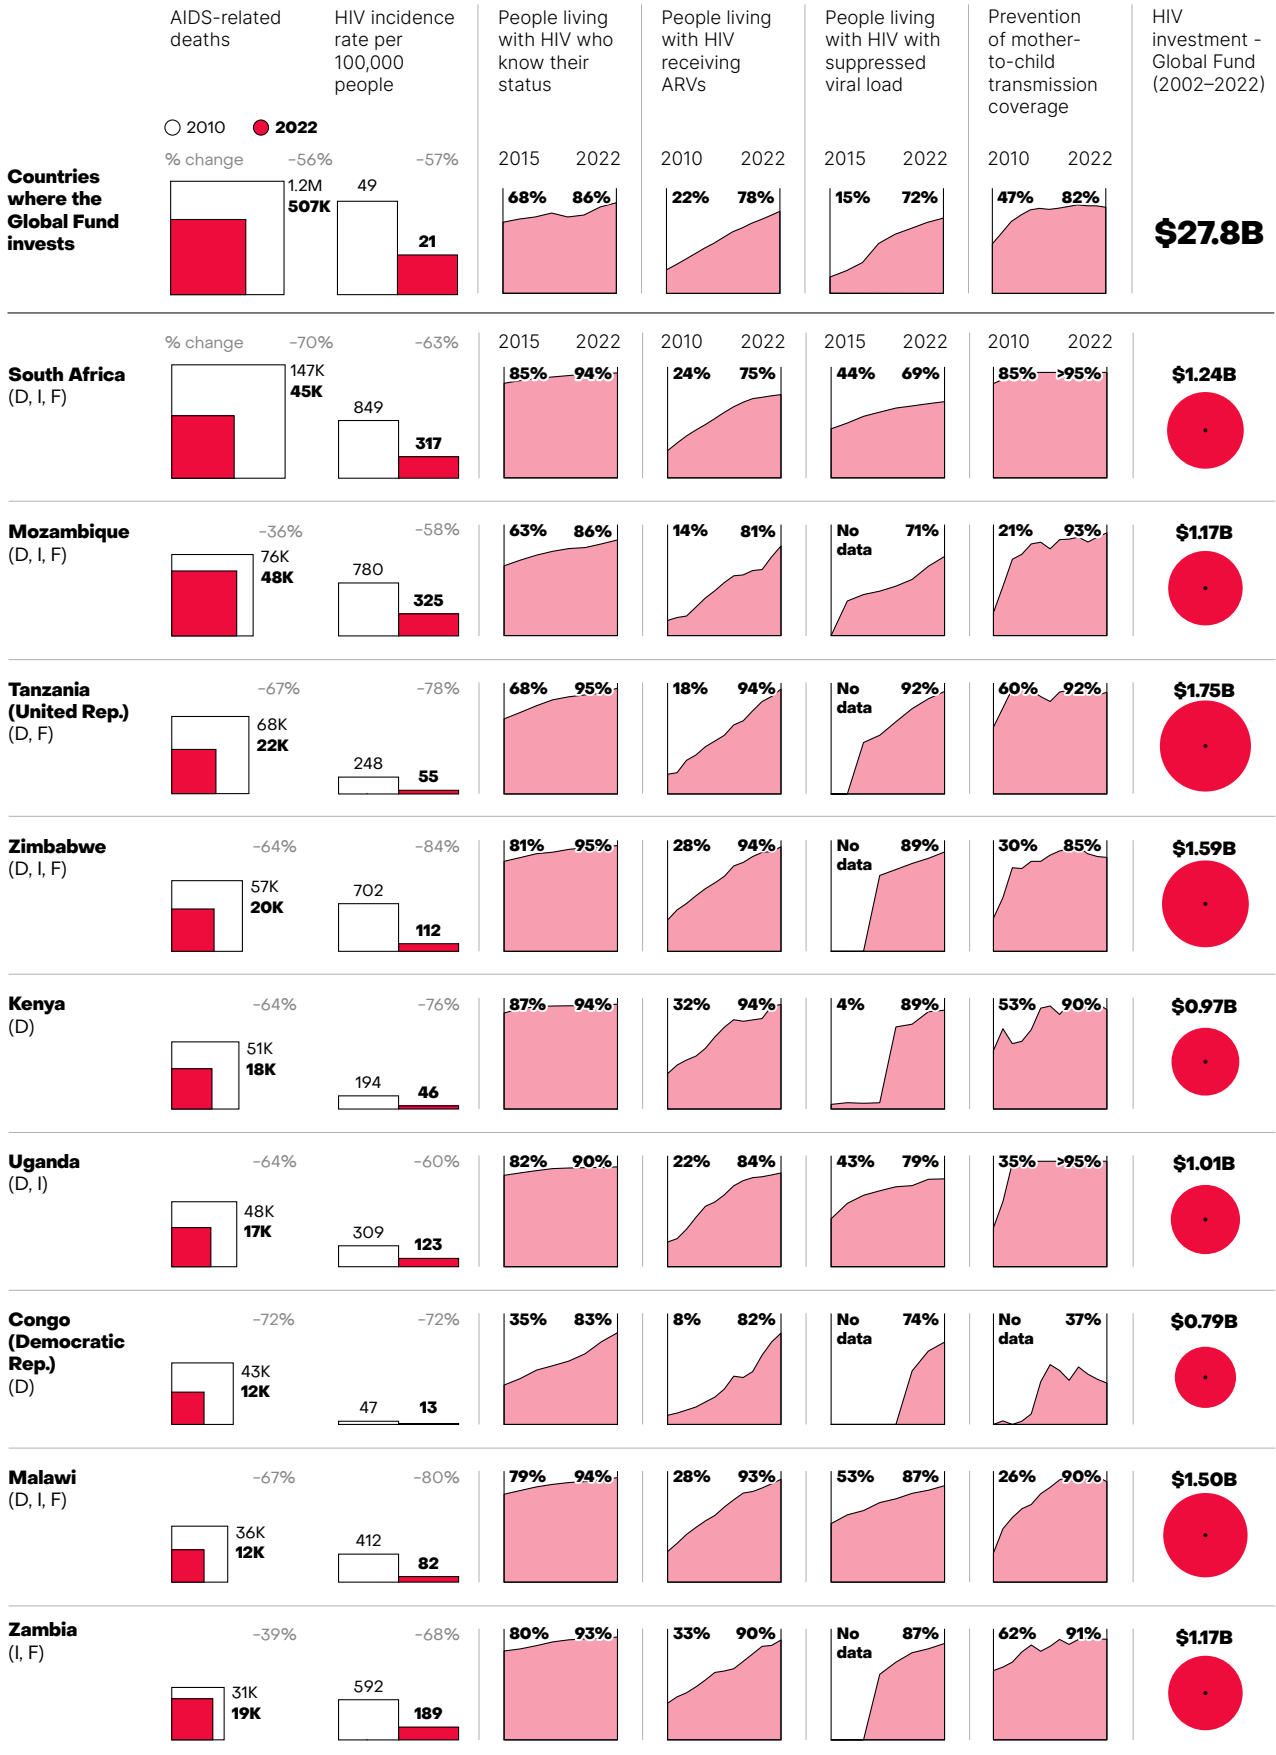 AIDS-related
deaths
HIV incidence
rate per
100,000
people
People living
with HIV who
know their
status
People living
with HIV
receiving
ARVs
People living
with HIV with
suppressed
viral load
Prevention
of mother-
to-child
transmission
coverage
HIV
investment -
Global Fund
(2002–2022)
2010 2022
Countries
where the
Global Fund
invests
% change -56% -57%
1.2M
507K
49
21
2015 2022
68% 86%
2010 2022
22% 78%
2015 2022
15% 72%
2010 2022
47% 82%
$27.8B
South Africa
(D, I, F)
% change -70% -63%
147K
45K
849
317
2015 2022
85% 94%
2010 2022
24% 75%
2015 2022
44% 69%
2010 2022
85% >95%
$1.24B
Mozambique
(D, I, F)
-36% -58%
76K
48K
780
325
63% 86%
14% 81%
No
data
71%
21% 93%
$1.17B
Tanzania
(United Rep.)
(D, F)
-67% -78%
68K
22K
248
55
68% 95%
18% 94%
No
data
92%
60% 92%
$1.75B
Zimbabwe
(D, I, F)
-64% -84%
57K
20K
702
112
81% 95%
28% 94%
No
data
89%
30% 85%
$1.59B
Kenya
(D)
-64% -76%
51K
18K
194
46
87% 94%
32% 94%
4% 89%
53% 90%
$0.97B
Uganda
(D, I)
-64% -60%
48K
17K
309
123
82% 90%
22% 84%
43% 79%
35% >95%
$1.01B
Congo
(Democratic
Rep.)
(D)
-72% -72%
43K
12K
47
13
35% 83%
8% 82%
No
data
74%
No
data
37%
$0.79B
Malawi
(D, I, F)
-67% -80%
36K
12K
412
82
79% 94%
28% 93%
53% 87%
26% 90%
$1.50B
Zambia
(I, F)
-39% -68%
31K
19K
592
189
80% 93%
33% 90%
No
data
87%
62% 91%
$1.17B